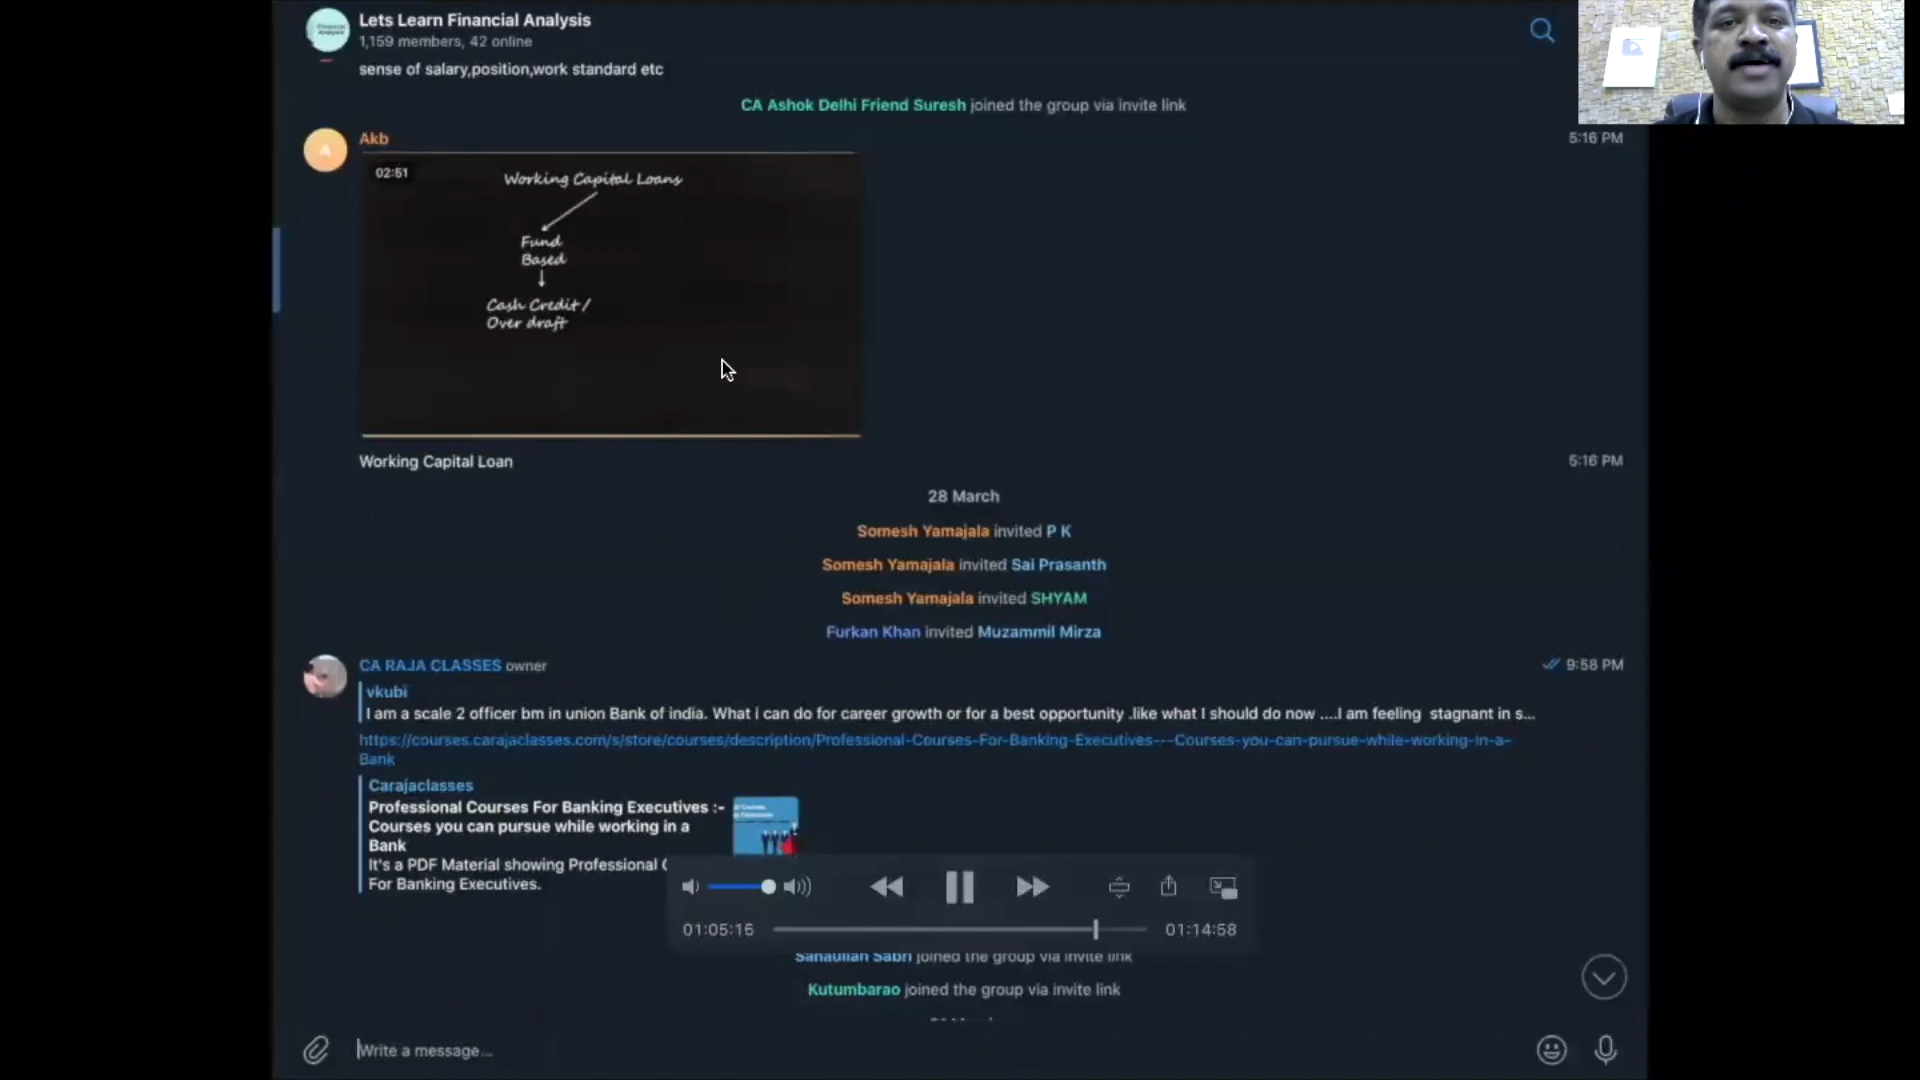 Lets Learn Financial Analysis
1,159 members, 42 online
sense of salary,position,work standard etc
CA Ashok Delhi Friend Suresh joined the group via invite link
Akb
5:16 PM
02:51
Working Capital Loans
Fund
Based
Cash Credit/
Over draft
Working Capital Loan
5:16 PM
28 March
Somesh Yamajala invited P K
Somesh Yamajala invited Sai Prasanth
Somesh Yamajala invited SHYAM
Furkan Khan invited Muzammil Mirza
CA RAJA CLASSES owner
9:58 PM
vkubi
I am a scale 2 officer bm in union Bank of india. What i can do for career growth or for a best opportunity .like what I should do now ....I am feeling stagnant in s...
https://courses.carajaclasses.com/s/store/courses/description/Professional-Courses-For-Banking-Executives---Courses-you-can-pursue-while-working-in-a-
Bank
Carajaclasses
Professional Courses For Banking Executives :-
Courses you can pursue while working in a
Bank
It's a PDF Material showing Professional
For Banking Executives.
01:05:15
01:14:58
Sanaullah Sabri joined the group via invite link
Kutumbarao joined the group via invite link
Write a message...